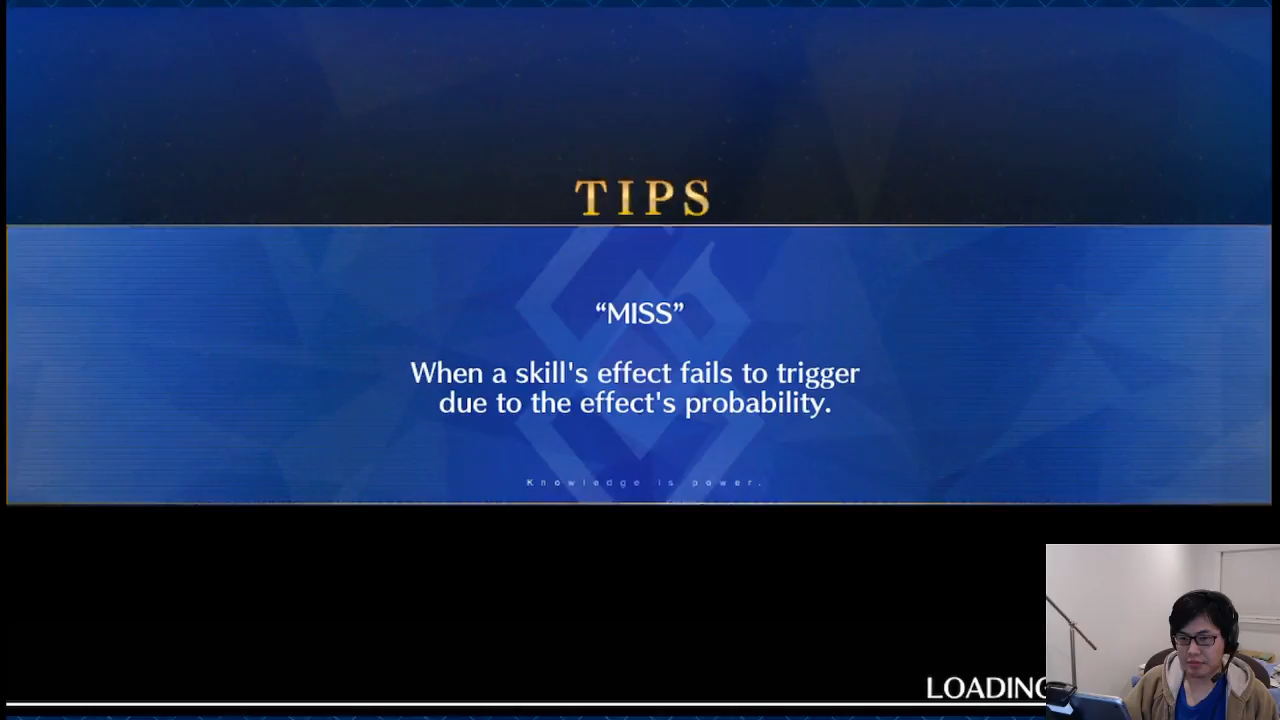 TIPS
“MISS”
When a skill's effect fails to trigger
due to the effect's probability.
Knowledge is power.
LOADING